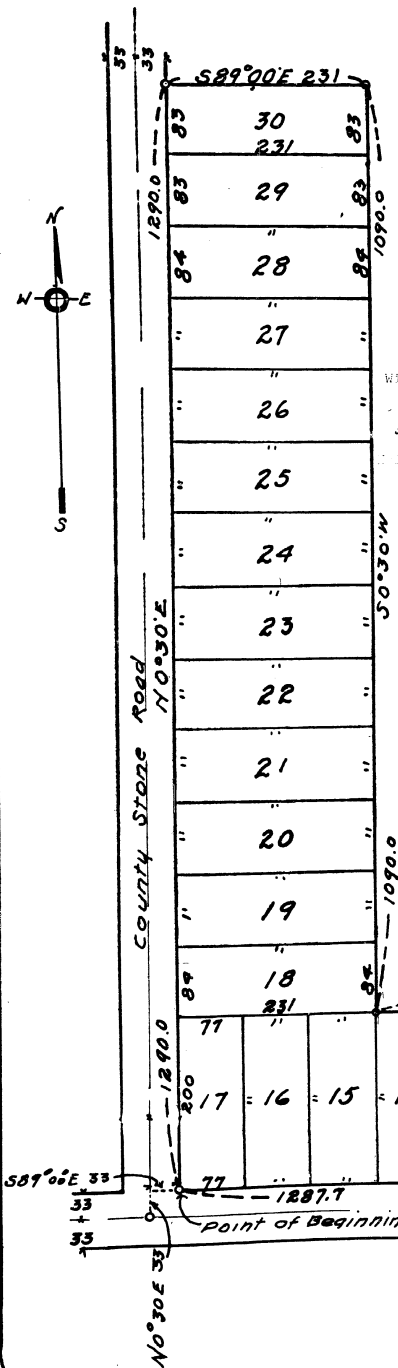 33 33
S89°00'E 231
83 30 83
231
1290.0
83 29 83
1090.0
N
"
84 28 84
W E
"
" 27 "
"
" 26 "
"
" 25 "
S
"
" 24 "
"
S0°30'W
N0°30'E
" 23 "
"
" 22 "
County Stone Road
"
" 21 "
"
" 20 "
"
1090.0
" 19 "
"
84 18 84
231
77 " "
1290.0
200
17 = 16 = 15 =
S89°00'E 33
77 " "
1287.7
33
Point of Beginnin
33
N0°30E 33